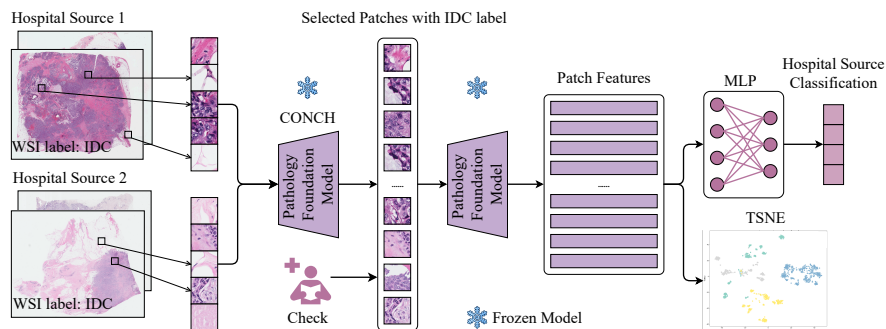 Hospital Source 1
WSI label: IDC
Hospital Source 2
WSI label: IDC
CONCH
Pathology
Foundation
Model
Check
Selected Patches with IDC label
......
Pathology
Foundation
Model
Frozen Model
Patch Features
......
MLP
Hospital Source
Classification
TSNE